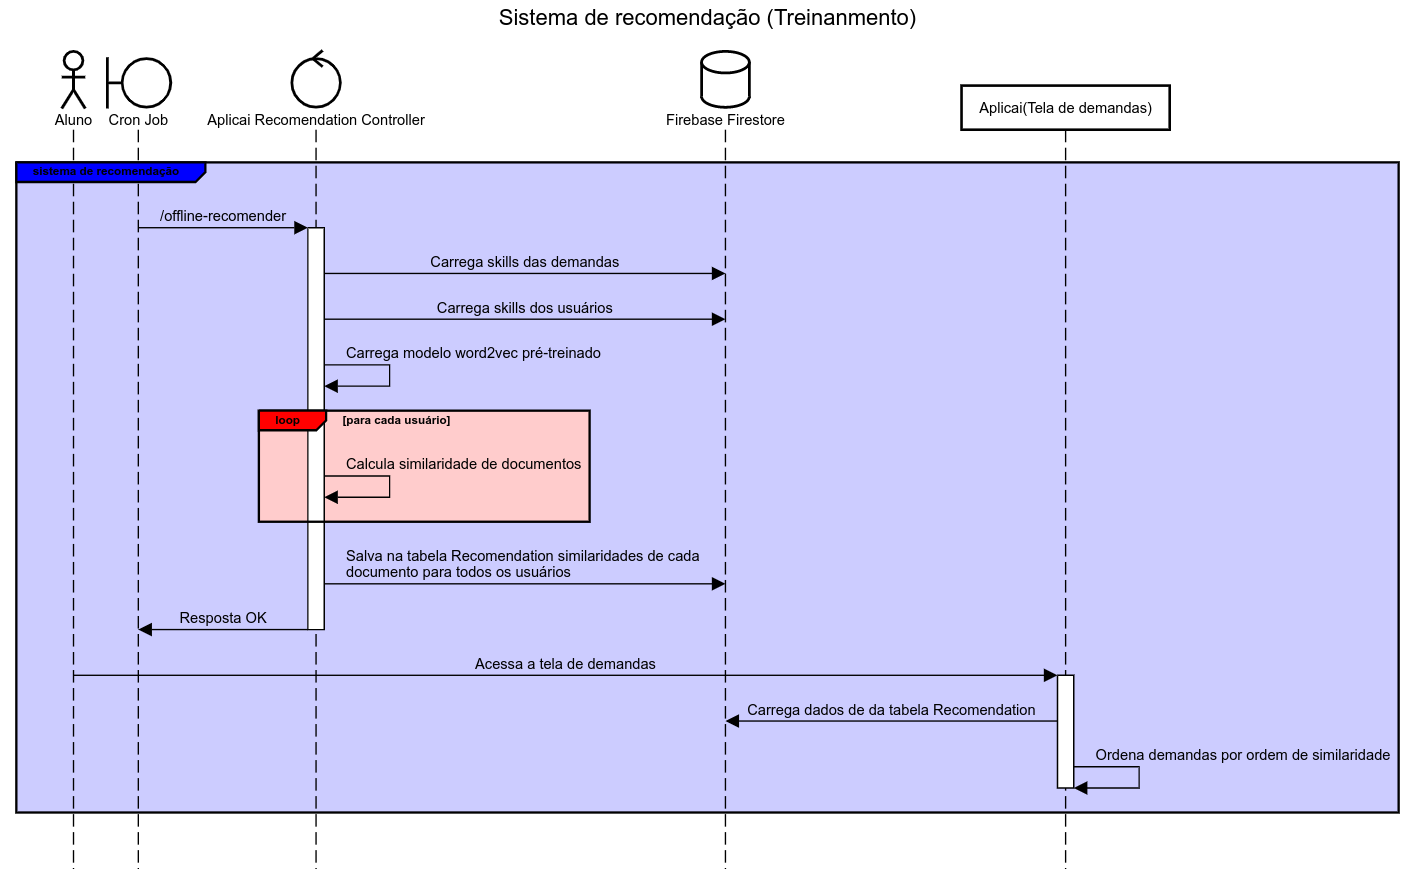 Sistema de recomendação (Treinanmento)
Aluno
Cron Job
Aplicai Recomendation Controller
Firebase Firestore
Aplicai(Tela de demandas)
sistema de recomendação
/offline-recomender
Carrega skills das demandas
Carrega skills dos usuários
Carrega modelo word2vec pré-treinado
loop
[para cada usuário]
Calcula similaridade de documentos
Salva na tabela Recomendation similaridades de cada
documento para todos os usuários
Resposta OK
Acessa a tela de demandas
Carrega dados de da tabela Recomendation
Ordena demandas por ordem de similaridade